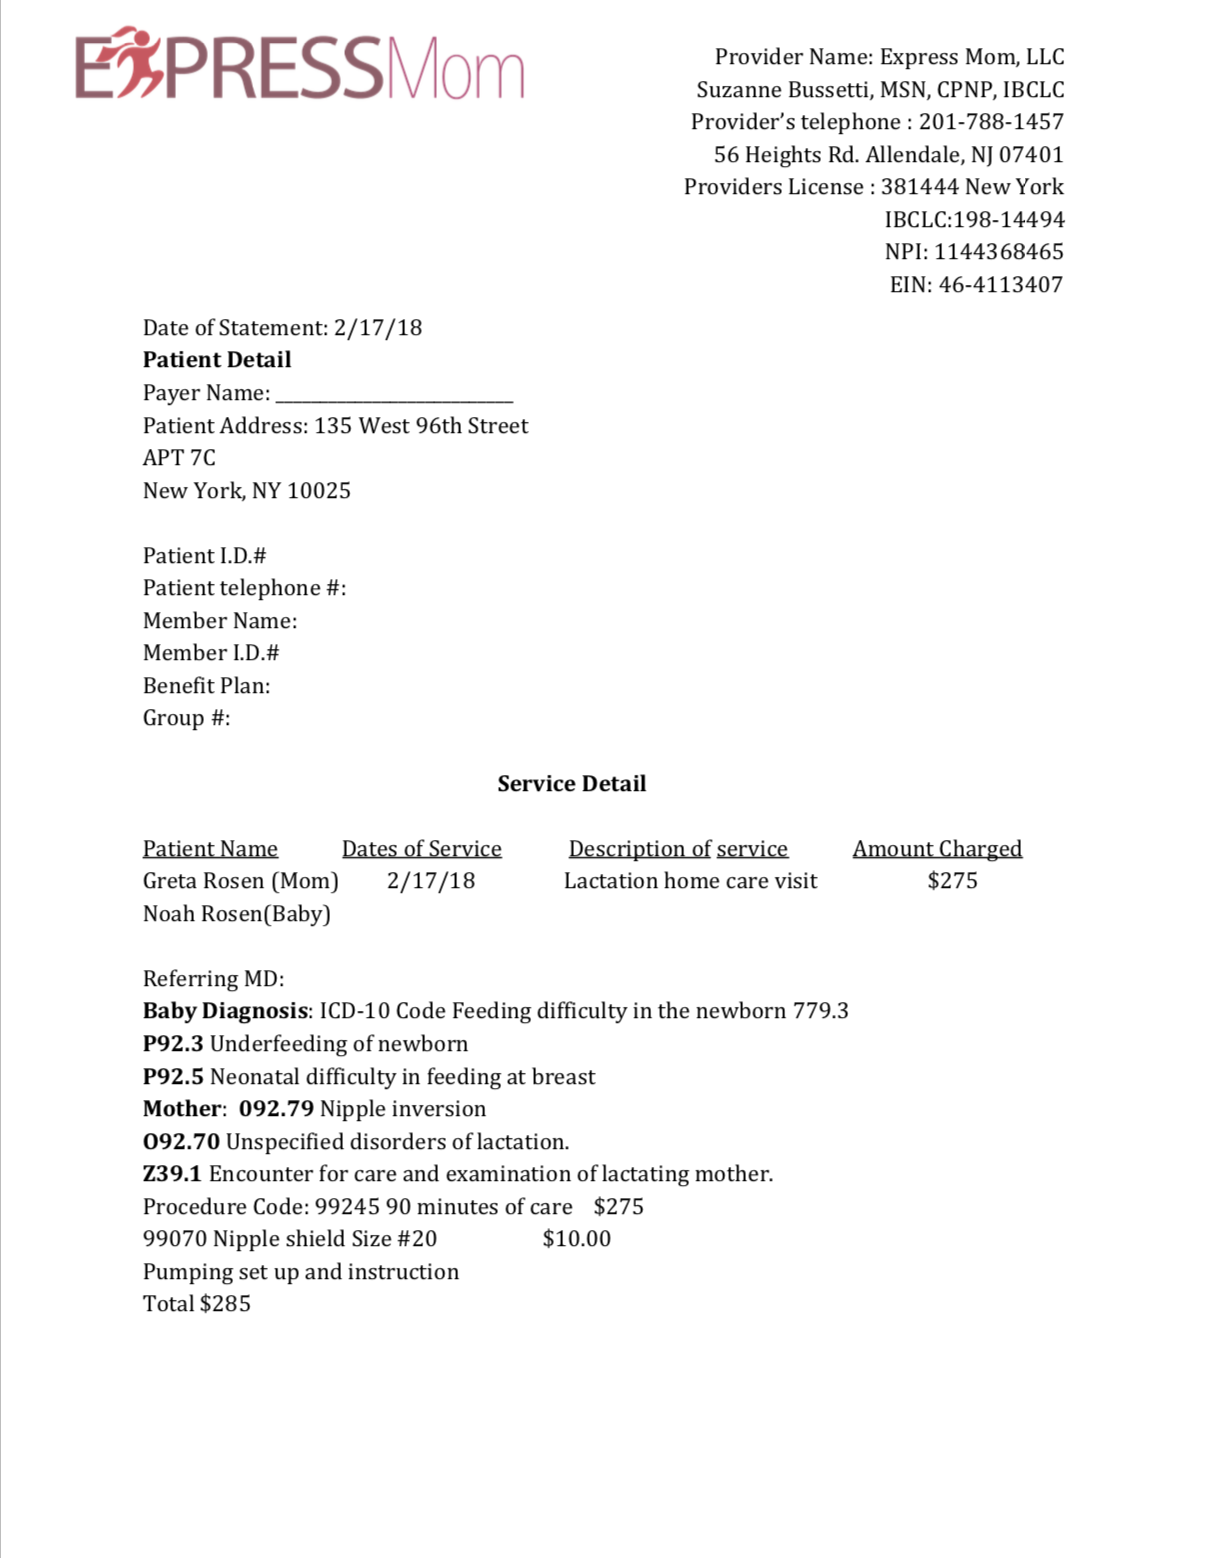 EXPRESSMom
Provider Name: Express Mom, LLC
Suzanne Bussetti, MSN, CPNP, IBCLC
Provider's telephone : 201-788-1457
56 Heights Rd. Allendale, NJ 07401
Providers License : 381444 New York
IBCLC:198-14494
NPI: 1144368465
EIN: 46-4113407
Date of Statement: 2/17/18
Patient Detail
Payer Name: ______________________
Patient Address: 135 West 96th Street
APT 7C
New York, NY 10025
Patient I.D.#
Patient telephone #:
Member Name:
Member I.D.#
Benefit Plan:
Group #:
Service Detail
Patient Name Dates of Service Description of service Amount Charged
Greta Rosen (Mom) 2/17/18 Lactation home care visit $275
Noah Rosen(Baby)
Referring MD:
Baby Diagnosis: ICD-10 Code Feeding difficulty in the newborn 779.3
P92.3 Underfeeding of newborn
P92.5 Neonatal difficulty in feeding at breast
Mother: 092.79 Nipple inversion
O92.70 Unspecified disorders of lactation.
Z39.1 Encounter for care and examination of lactating mother.
Procedure Code: 99245 90 minutes of care $275
99070 Nipple shield Size #20 $10.00
Pumping set up and instruction
Total $285